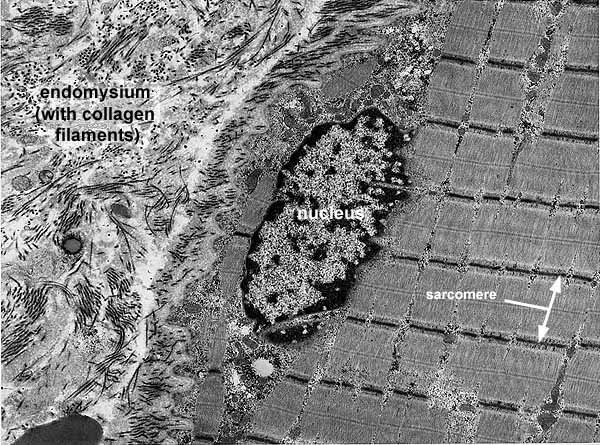 endomysium
(with collagen
filaments)
nucleus
sarcomere